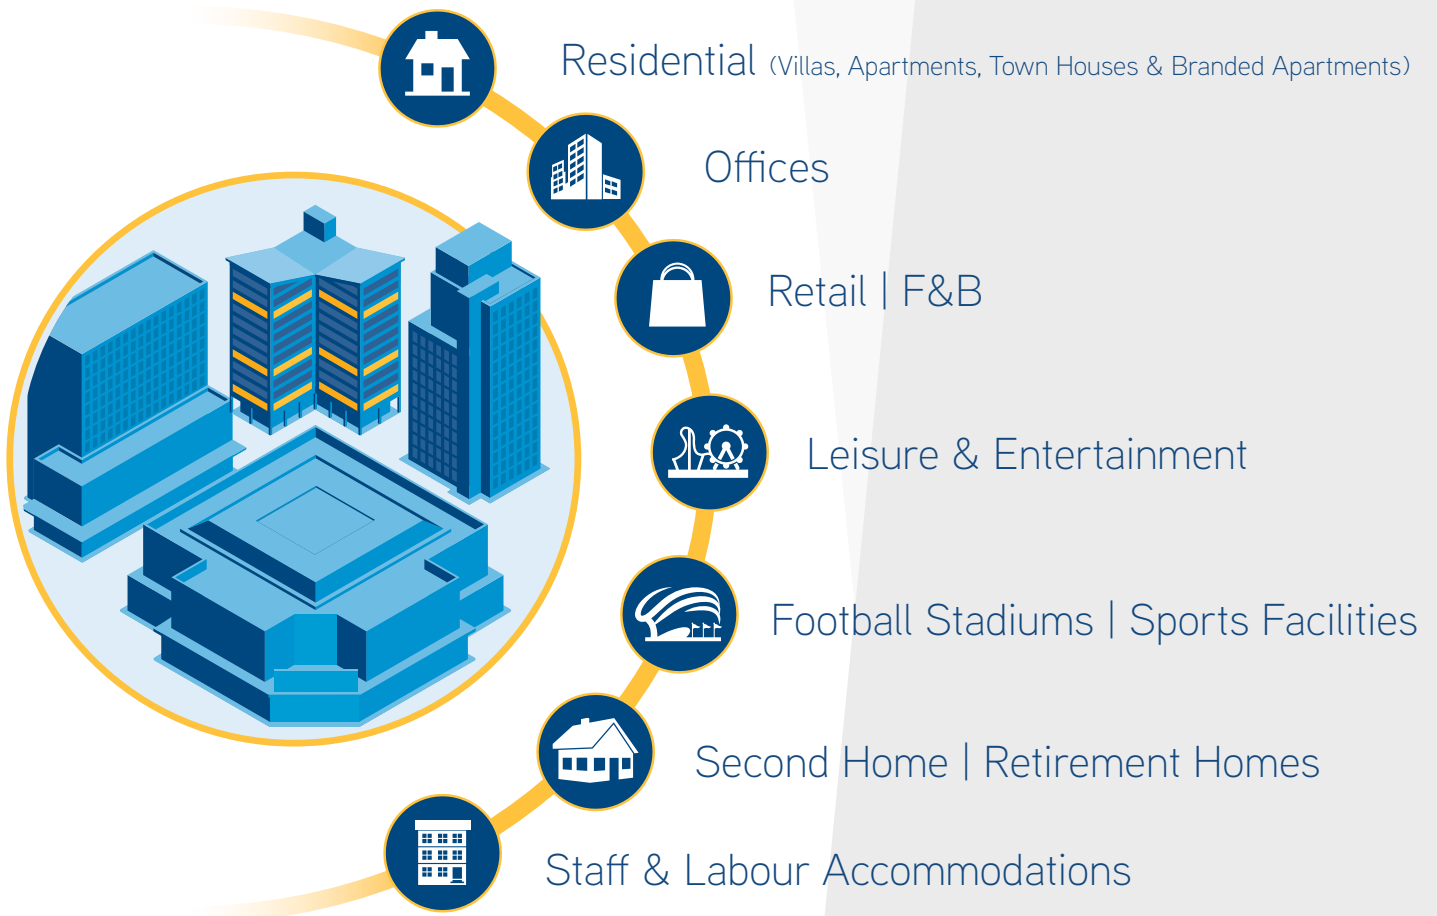 Residential (Villas, Apartments, Town Houses & Branded Apartments)
Offices
Retail | F&B
Leisure & Entertainment
Football Stadiums | Sports Facilities
Second Home | Retirement Homes
Staff & Labour Accommodations